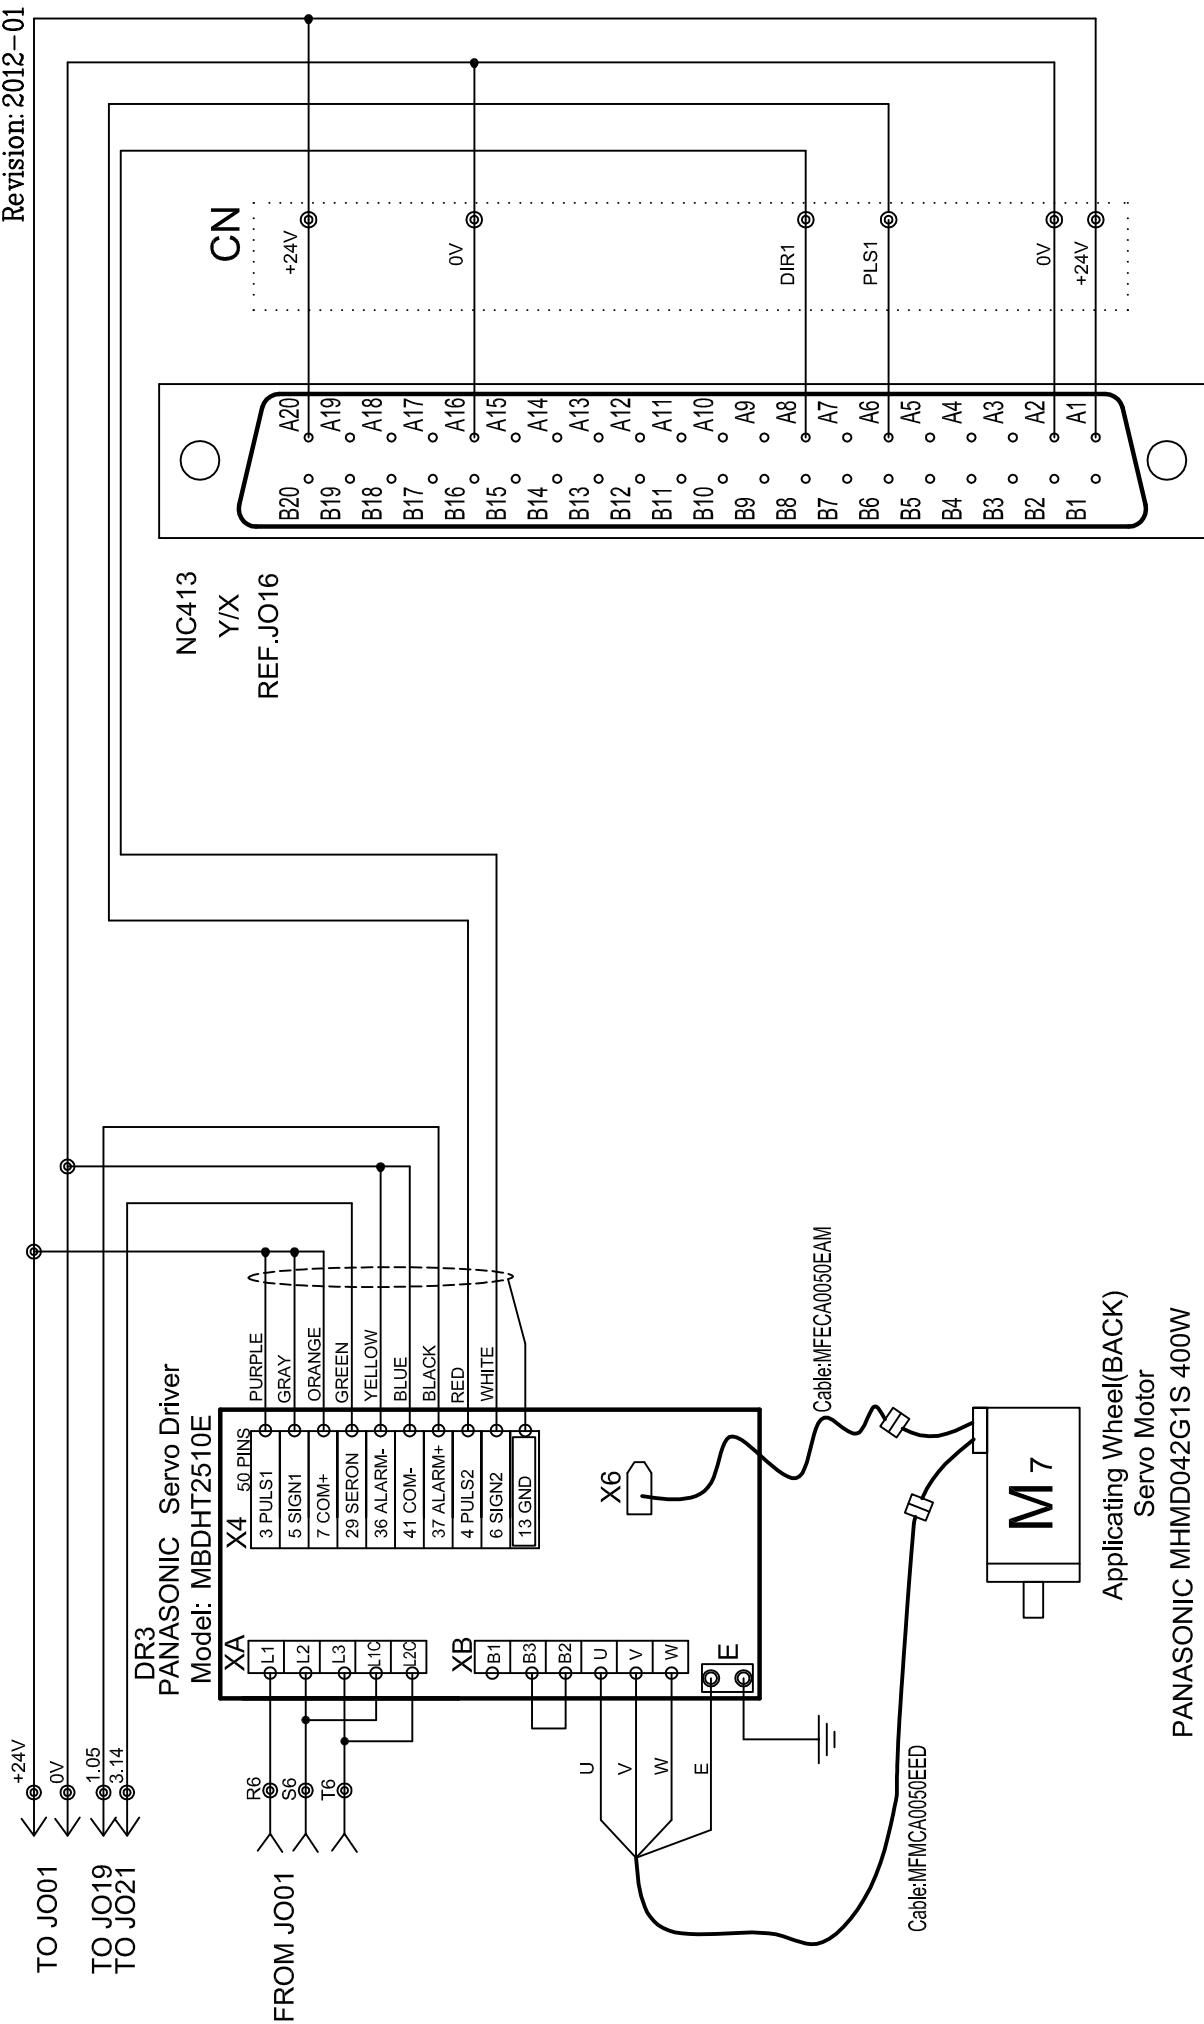 Revision: 2012-01
CN
+24V
0V
DIR1
PLS1
0V
+24V
A20
A19
A18
A17
A16
A15
A14
A13
A12
A11
A10
A9
A8
A7
A6
A5
A4
A3
A2
A1
B20
B19
B18
B17
B16
B15
B14
B13
B12
B11
B10
B9
B8
B7
B6
B5
B4
B3
B2
B1
NC413
Y/X
REF.JO16
PURPLE
GRAY
ORANGE
GREEN
YELLOW
BLUE
BLACK
RED
WHITE
DR3
PANASONIC Servo Driver
Model: MBDHT2510E
X4
50 PINS
3 PULS1
5 SIGN1
7 COM+
29 SERON
36 ALARM-
41 COM-
37 ALARM+
4 PULS2
6 SIGN2
13 GND
X6
XA
L1
L2
L3
L1C
L2C
XB
B1
B3
B2
U
V
W
E
+24V
0V
1.05
3.14
TO JO01
TO JO19
TO JO21
R6
S6
T6
FROM JO01
U
V
W
E
Cable:MFECA0050EAM
Cable:MFMCA0050EED
M7
Applicating Wheel(BACK)
Servo Motor
PANASONIC MHMD042G1S 400W